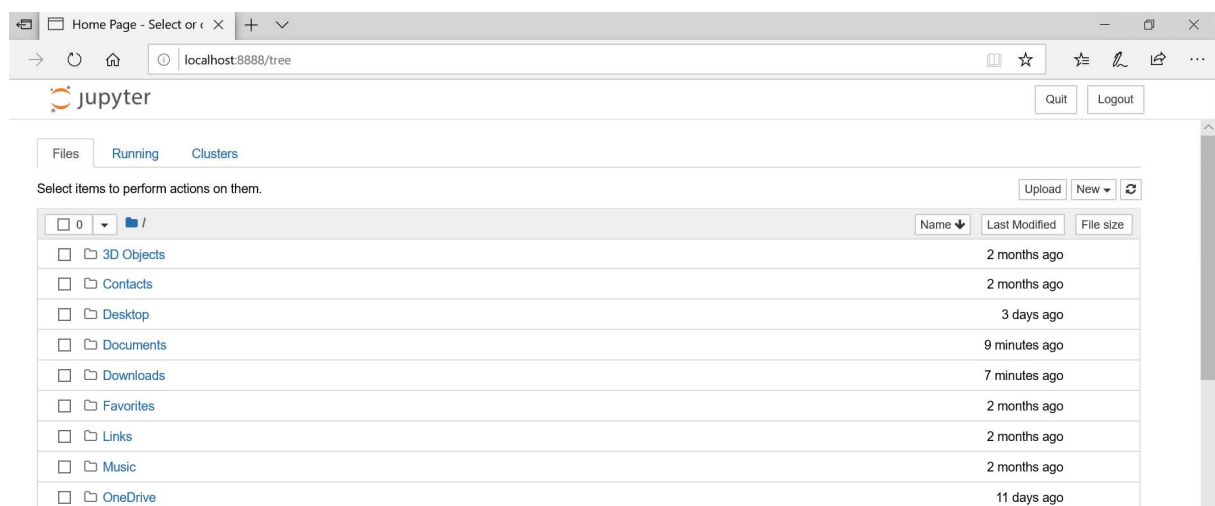 Home Page - Select or c
localhost:8888/tree
jupyter
Quit Logout
Files Running Clusters
Select items to perform actions on them.
Upload New
0 /
Name Last Modified File size
3D Objects 2 months ago
Contacts 2 months ago
Desktop 3 days ago
Documents 9 minutes ago
Downloads 7 minutes ago
Favorites 2 months ago
Links 2 months ago
Music 2 months ago
OneDrive 11 days ago